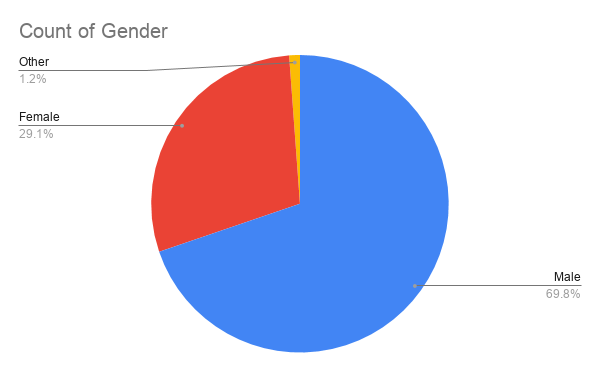 Count of Gender
Other
1.2%
Female
29.1%
Male
69.8%